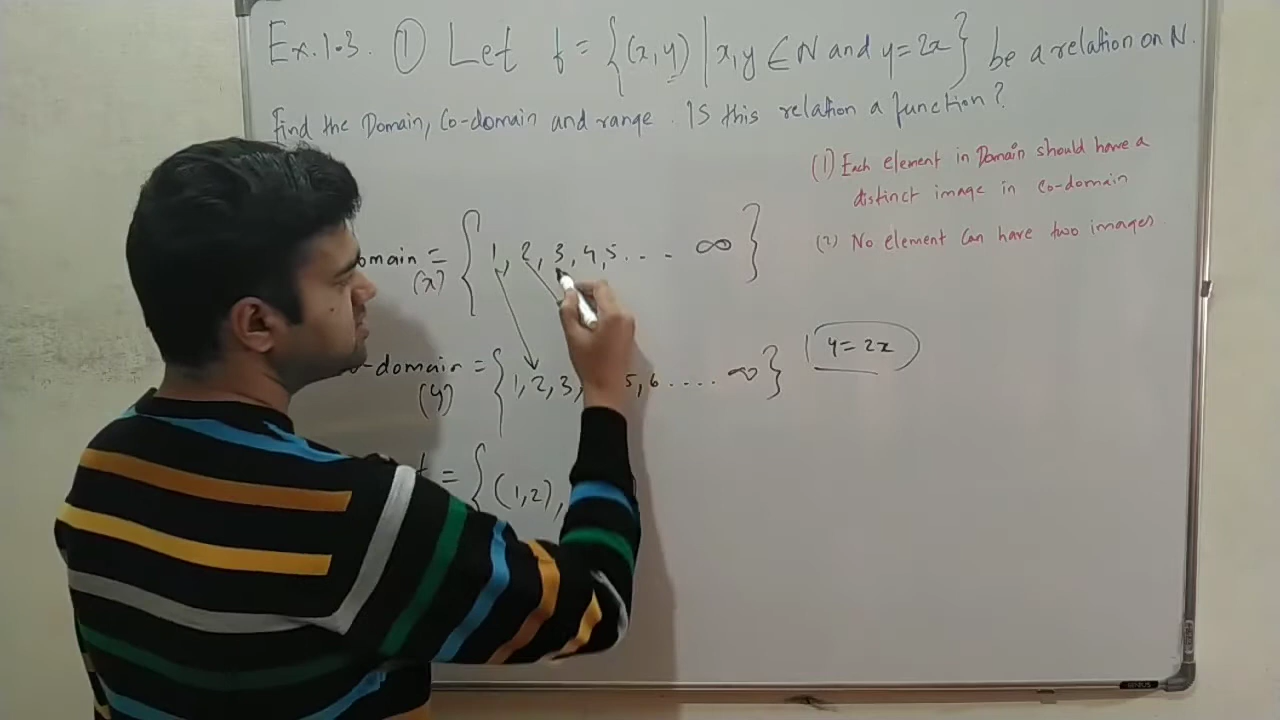 Ex.1.3. ① Let f = {(x,y) | x,y ∈ N and y=2x} be a relation on N.
find the Domain, Co-domain and range. Is this relation a function?
(1) Each element in Domain should have a
distinct image in co-domain
(2) No element can have two images.
omain = { 1, 2, 3, 4, 5... ∞ }
(x)
y = 2x
o-domain = { 1, 2, 3, 5, 6 .... ∞ }
(y)
= { (1,2),